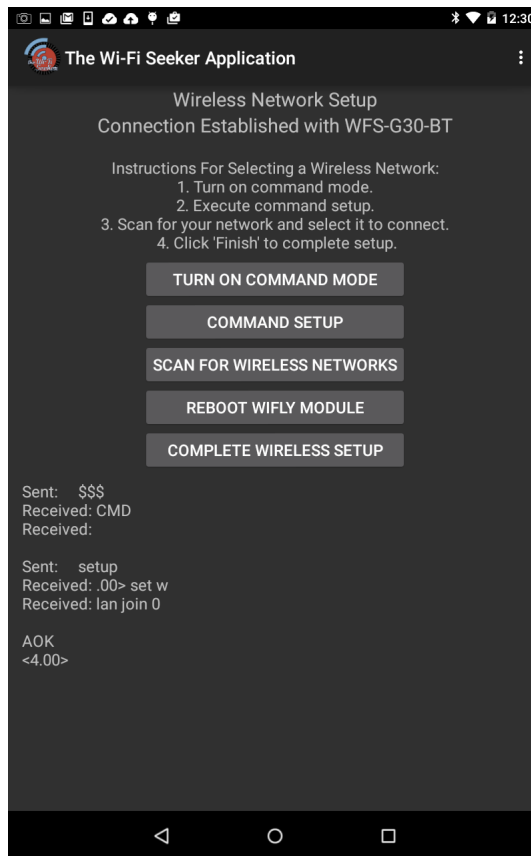 12:30
The Wi-Fi Seeker Application
Wireless Network Setup
Connection Established with WFS-G30-BT
Instructions For Selecting a Wireless Network:
1. Turn on command mode.
2. Execute command setup.
3. Scan for your network and select it to connect.
4. Click 'Finish' to complete setup.
TURN ON COMMAND MODE
COMMAND SETUP
SCAN FOR WIRELESS NETWORKS
REBOOT WIFLY MODULE
COMPLETE WIRELESS SETUP
Sent: $$$
Received: CMD
Received:
Sent: setup
Received: .00> set w
Received: lan join 0
AOK
<4.00>